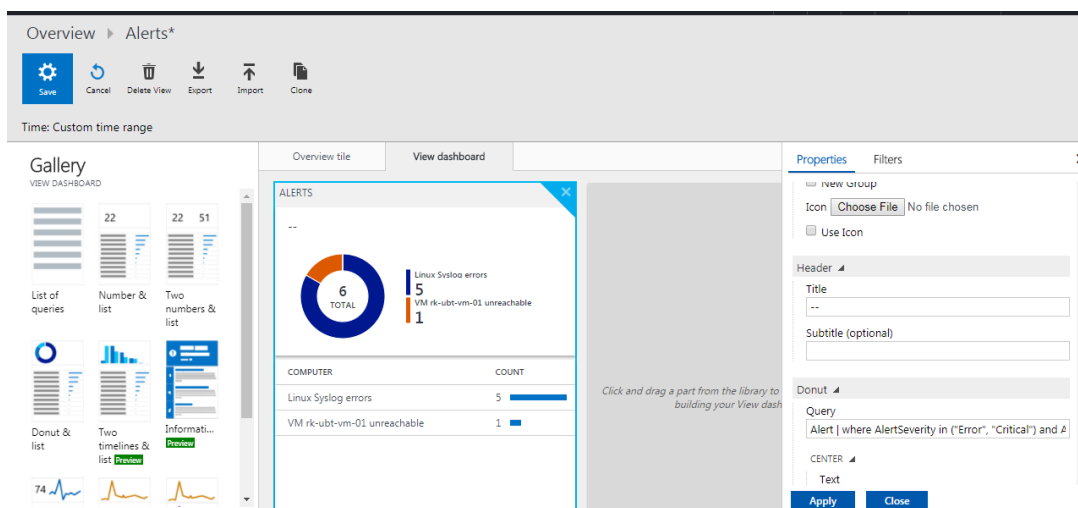 Overview ▶ Alerts*
Save Cancel Delete View Export Import Clone
Time: Custom time range
Gallery
VIEW DASHBOARD
22
22 51
List of queries
Number & list
Two numbers & list
Donut & list
Two timelines & list Preview
Informati... Preview
74
Overview tile View dashboard
ALERTS
--
6
TOTAL
Linux Syslog errors
5
VM rk-ubt-vm-01 unreachable
1
COMPUTER COUNT
Linux Syslog errors 5
VM rk-ubt-vm-01 unreachable 1
Click and drag a part from the library to
building your View dash
Properties Filters
New Group
Icon Choose File No file chosen
Use Icon
Header
Title
--
Subtitle (optional)
Donut
Query
Alert | where AlertSeverity in ("Error", "Critical") and A
CENTER
Text
Apply Close